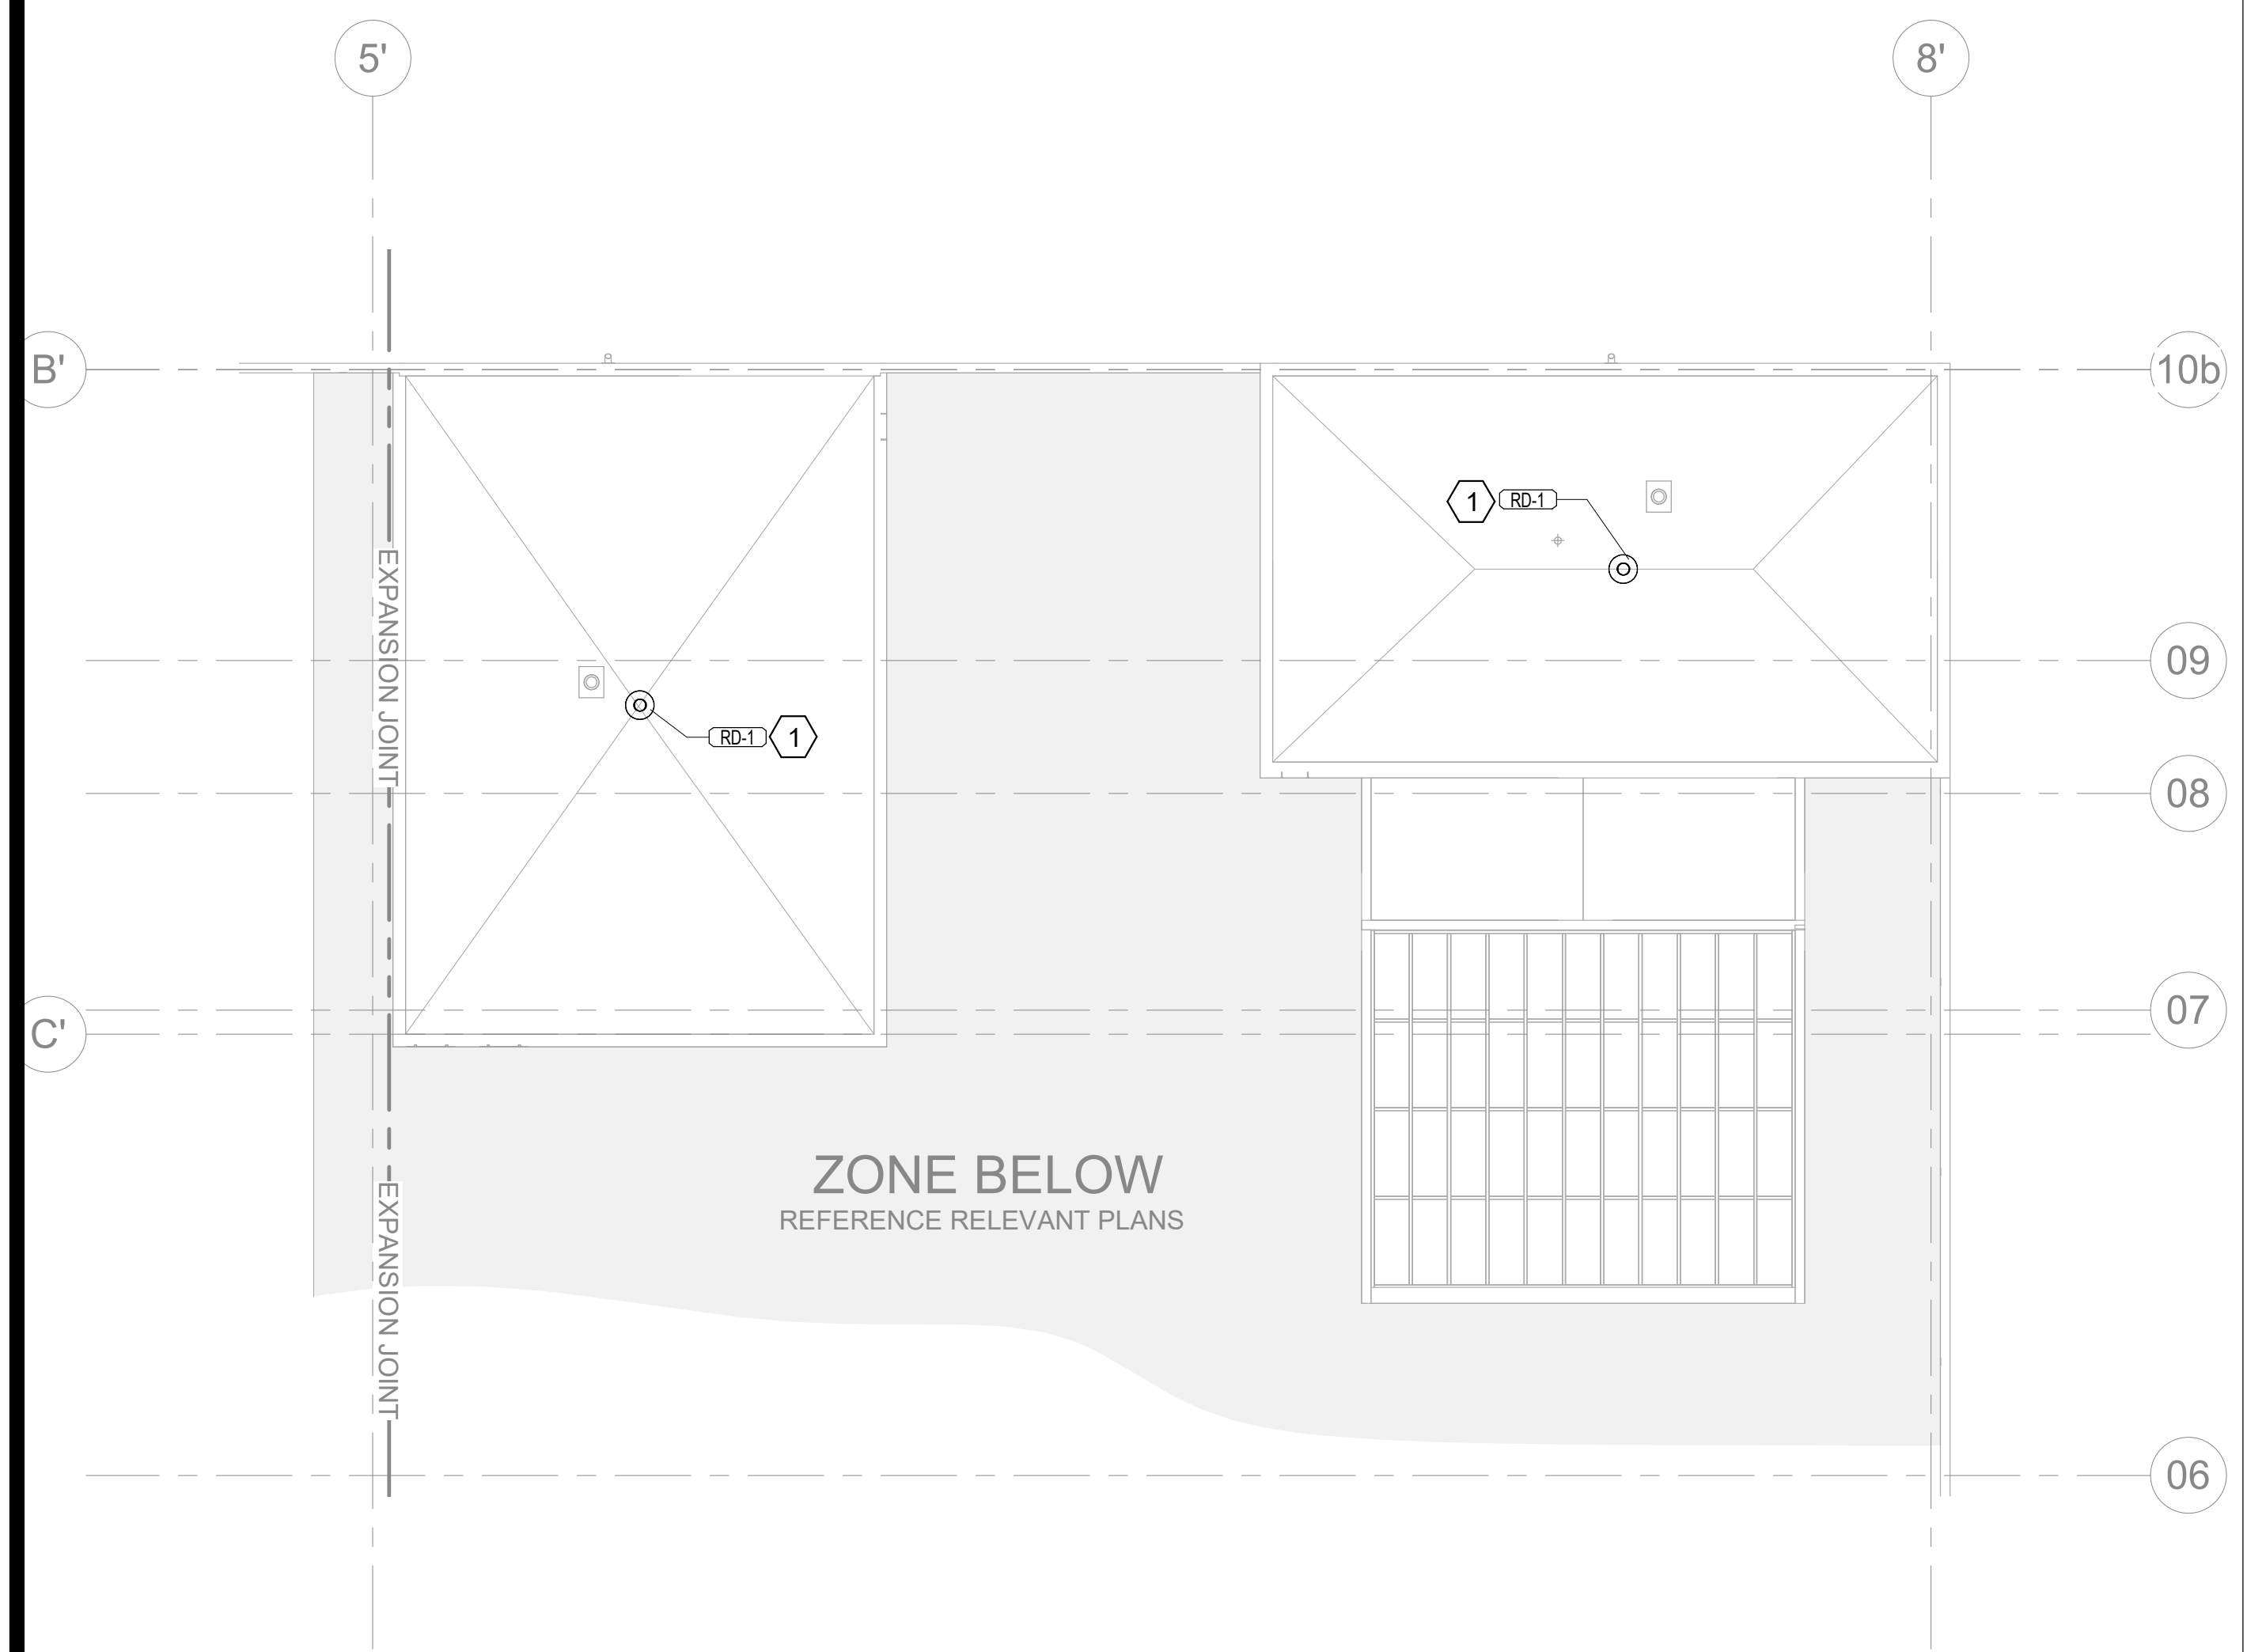 5'
8'
B'
10b
1
RD-1
EXPANSION JOINT
09
RD-1
1
08
07
C'
ZONE BELOW
REFERENCE RELEVANT PLANS
EXPANSION JOINT
06